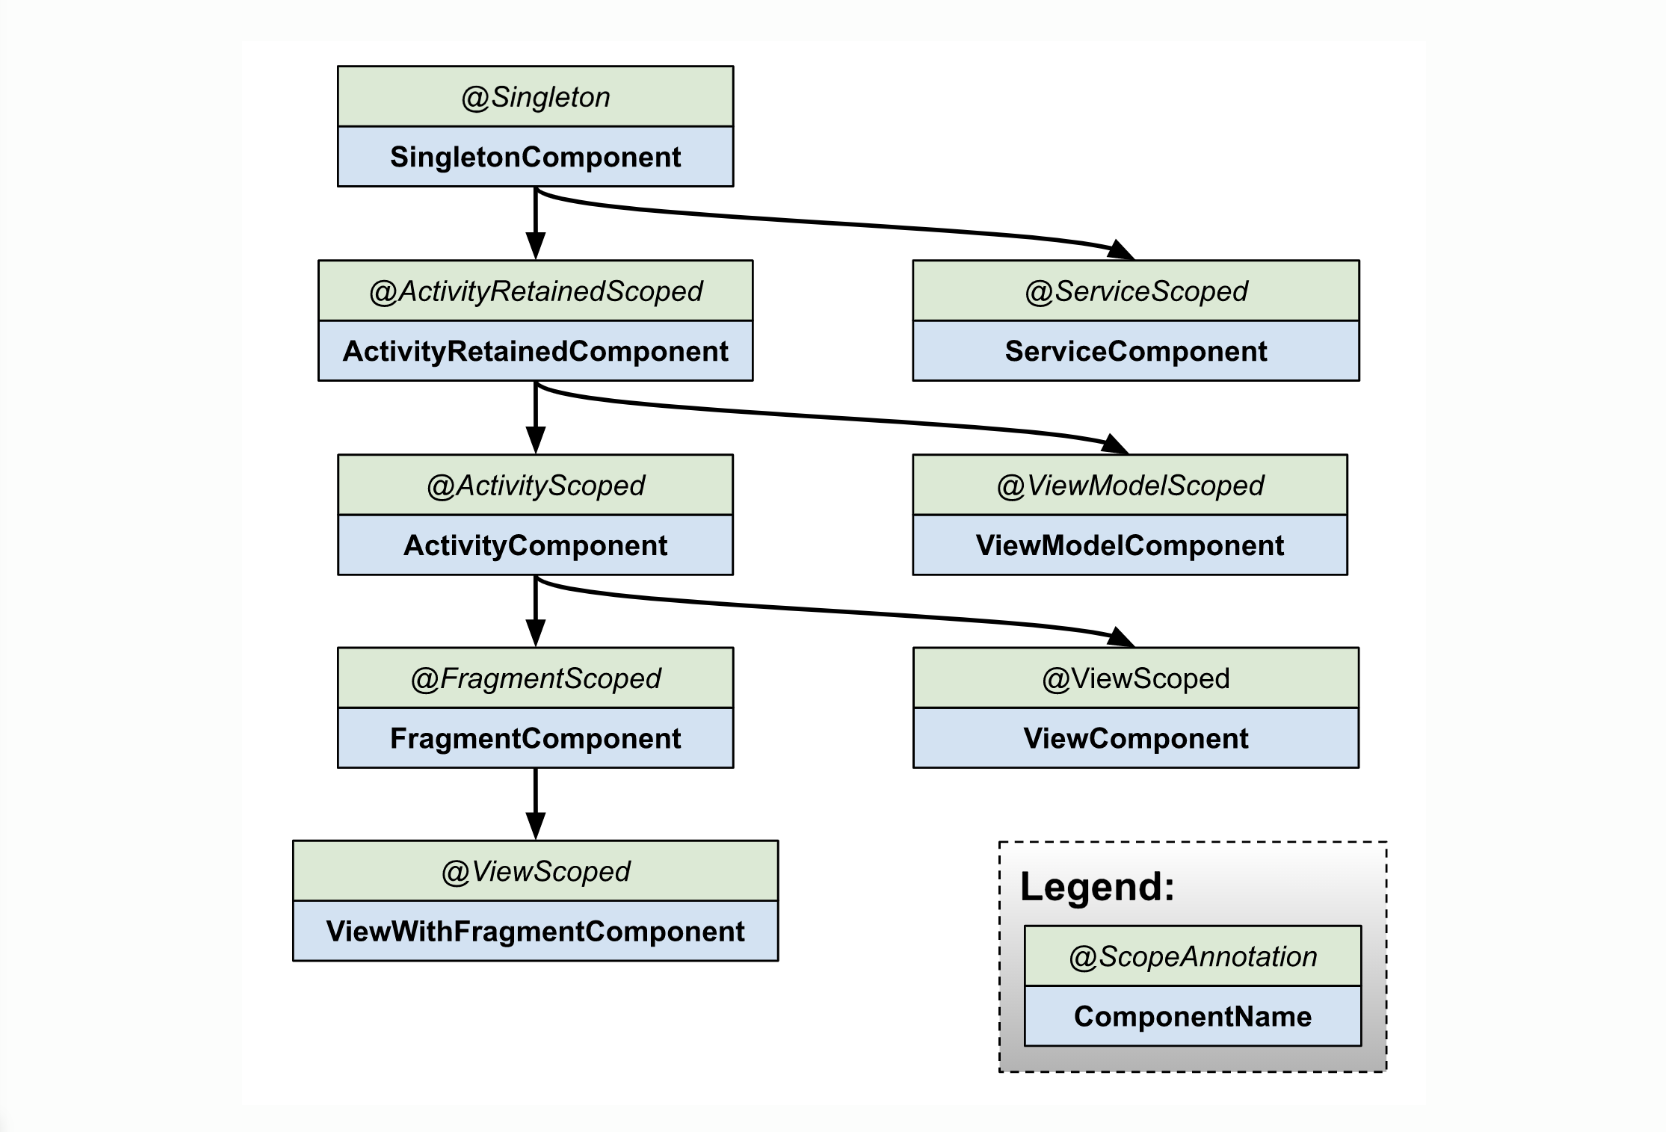 @Singleton
SingletonComponent
@ActivityRetainedScoped
ActivityRetainedComponent
@ServiceScoped
ServiceComponent
@ActivityScoped
ActivityComponent
@ViewModelScoped
ViewModelComponent
@FragmentScoped
FragmentComponent
@ViewScoped
ViewComponent
@ViewScoped
ViewWithFragmentComponent
Legend:
@ScopeAnnotation
ComponentName